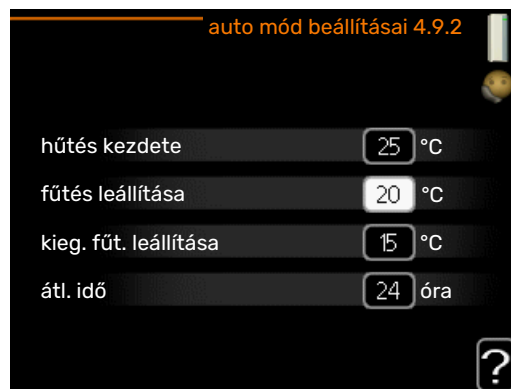 auto mód beállításai 4.9.2
hűtés kezdete 25 °C
fűtés leállítása 20 °C
kieg. fűt. leállítása 15 °C
átl. idő 24 óra
?